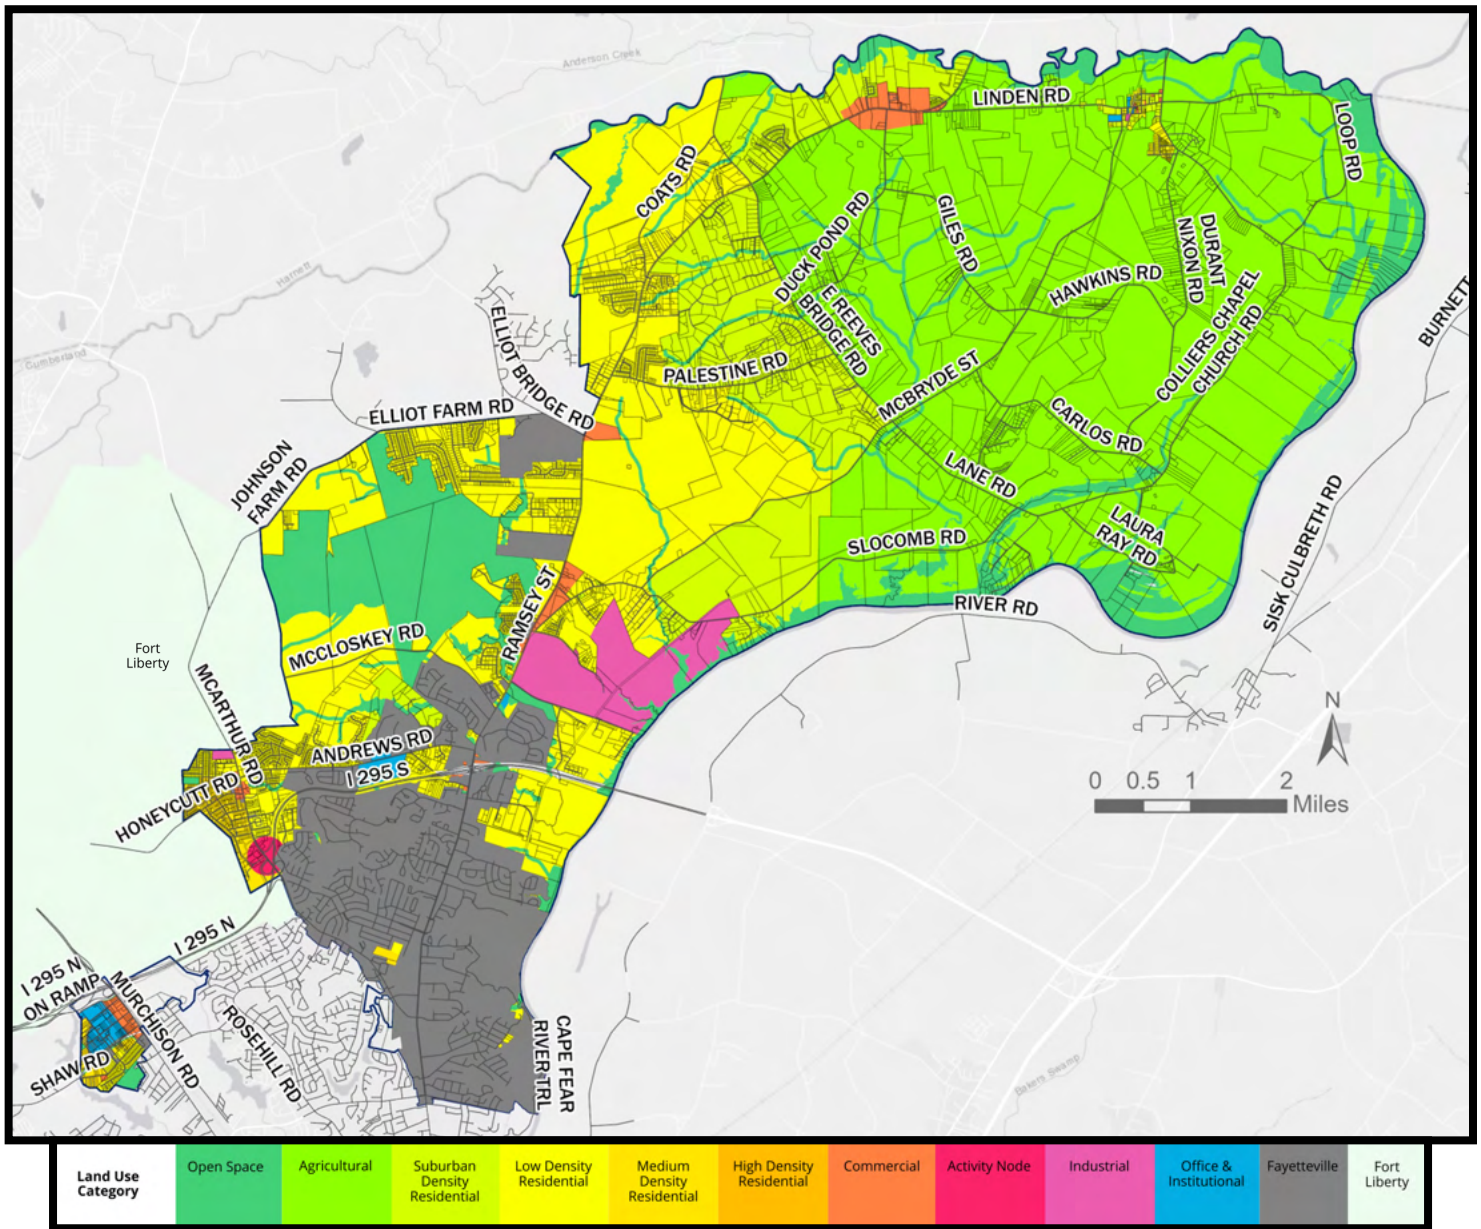 Anderson Creek
LINDEN RD
LOOP RD
COATS RD
Harnett
DUCK POND RD
GILES RD
DURANT
NIXON RD
HAWKINS RD
E REEVES
BRIDGE RD
COLLIERS CHAPEL
CHURCH RD
BURNETT
Cumberland
ELLIOT BRIDGE RD
PALESTINE RD
MCBRYDE ST
ELLIOT FARM RD
CARLOS RD
JOHNSON
FARM RD
LANE RD
LAURA
RAY RD
SLOCOMB RD
SISK CULBRETH RD
RIVER RD
RAMSEY ST
Fort
Liberty
MCCLOSKEY RD
MCARTHUR RD
N
ANDREWS RD
I 295 S
HONEYCUTT RD
0 0.5 1 2
Miles
I 295 N
I 295 N
ON RAMP
MURCHISON RD
ROSEHILL RD
SHAW RD
CAPE FEAR
RIVER TRL
Bakers Swamp
Land Use
Category
Open Space
Agricultural
Suburban
Density
Residential
Low Density
Residential
Medium
Density
Residential
High Density
Residential
Commercial
Activity Node
Industrial
Office &
Institutional
Fayetteville
Fort
Liberty